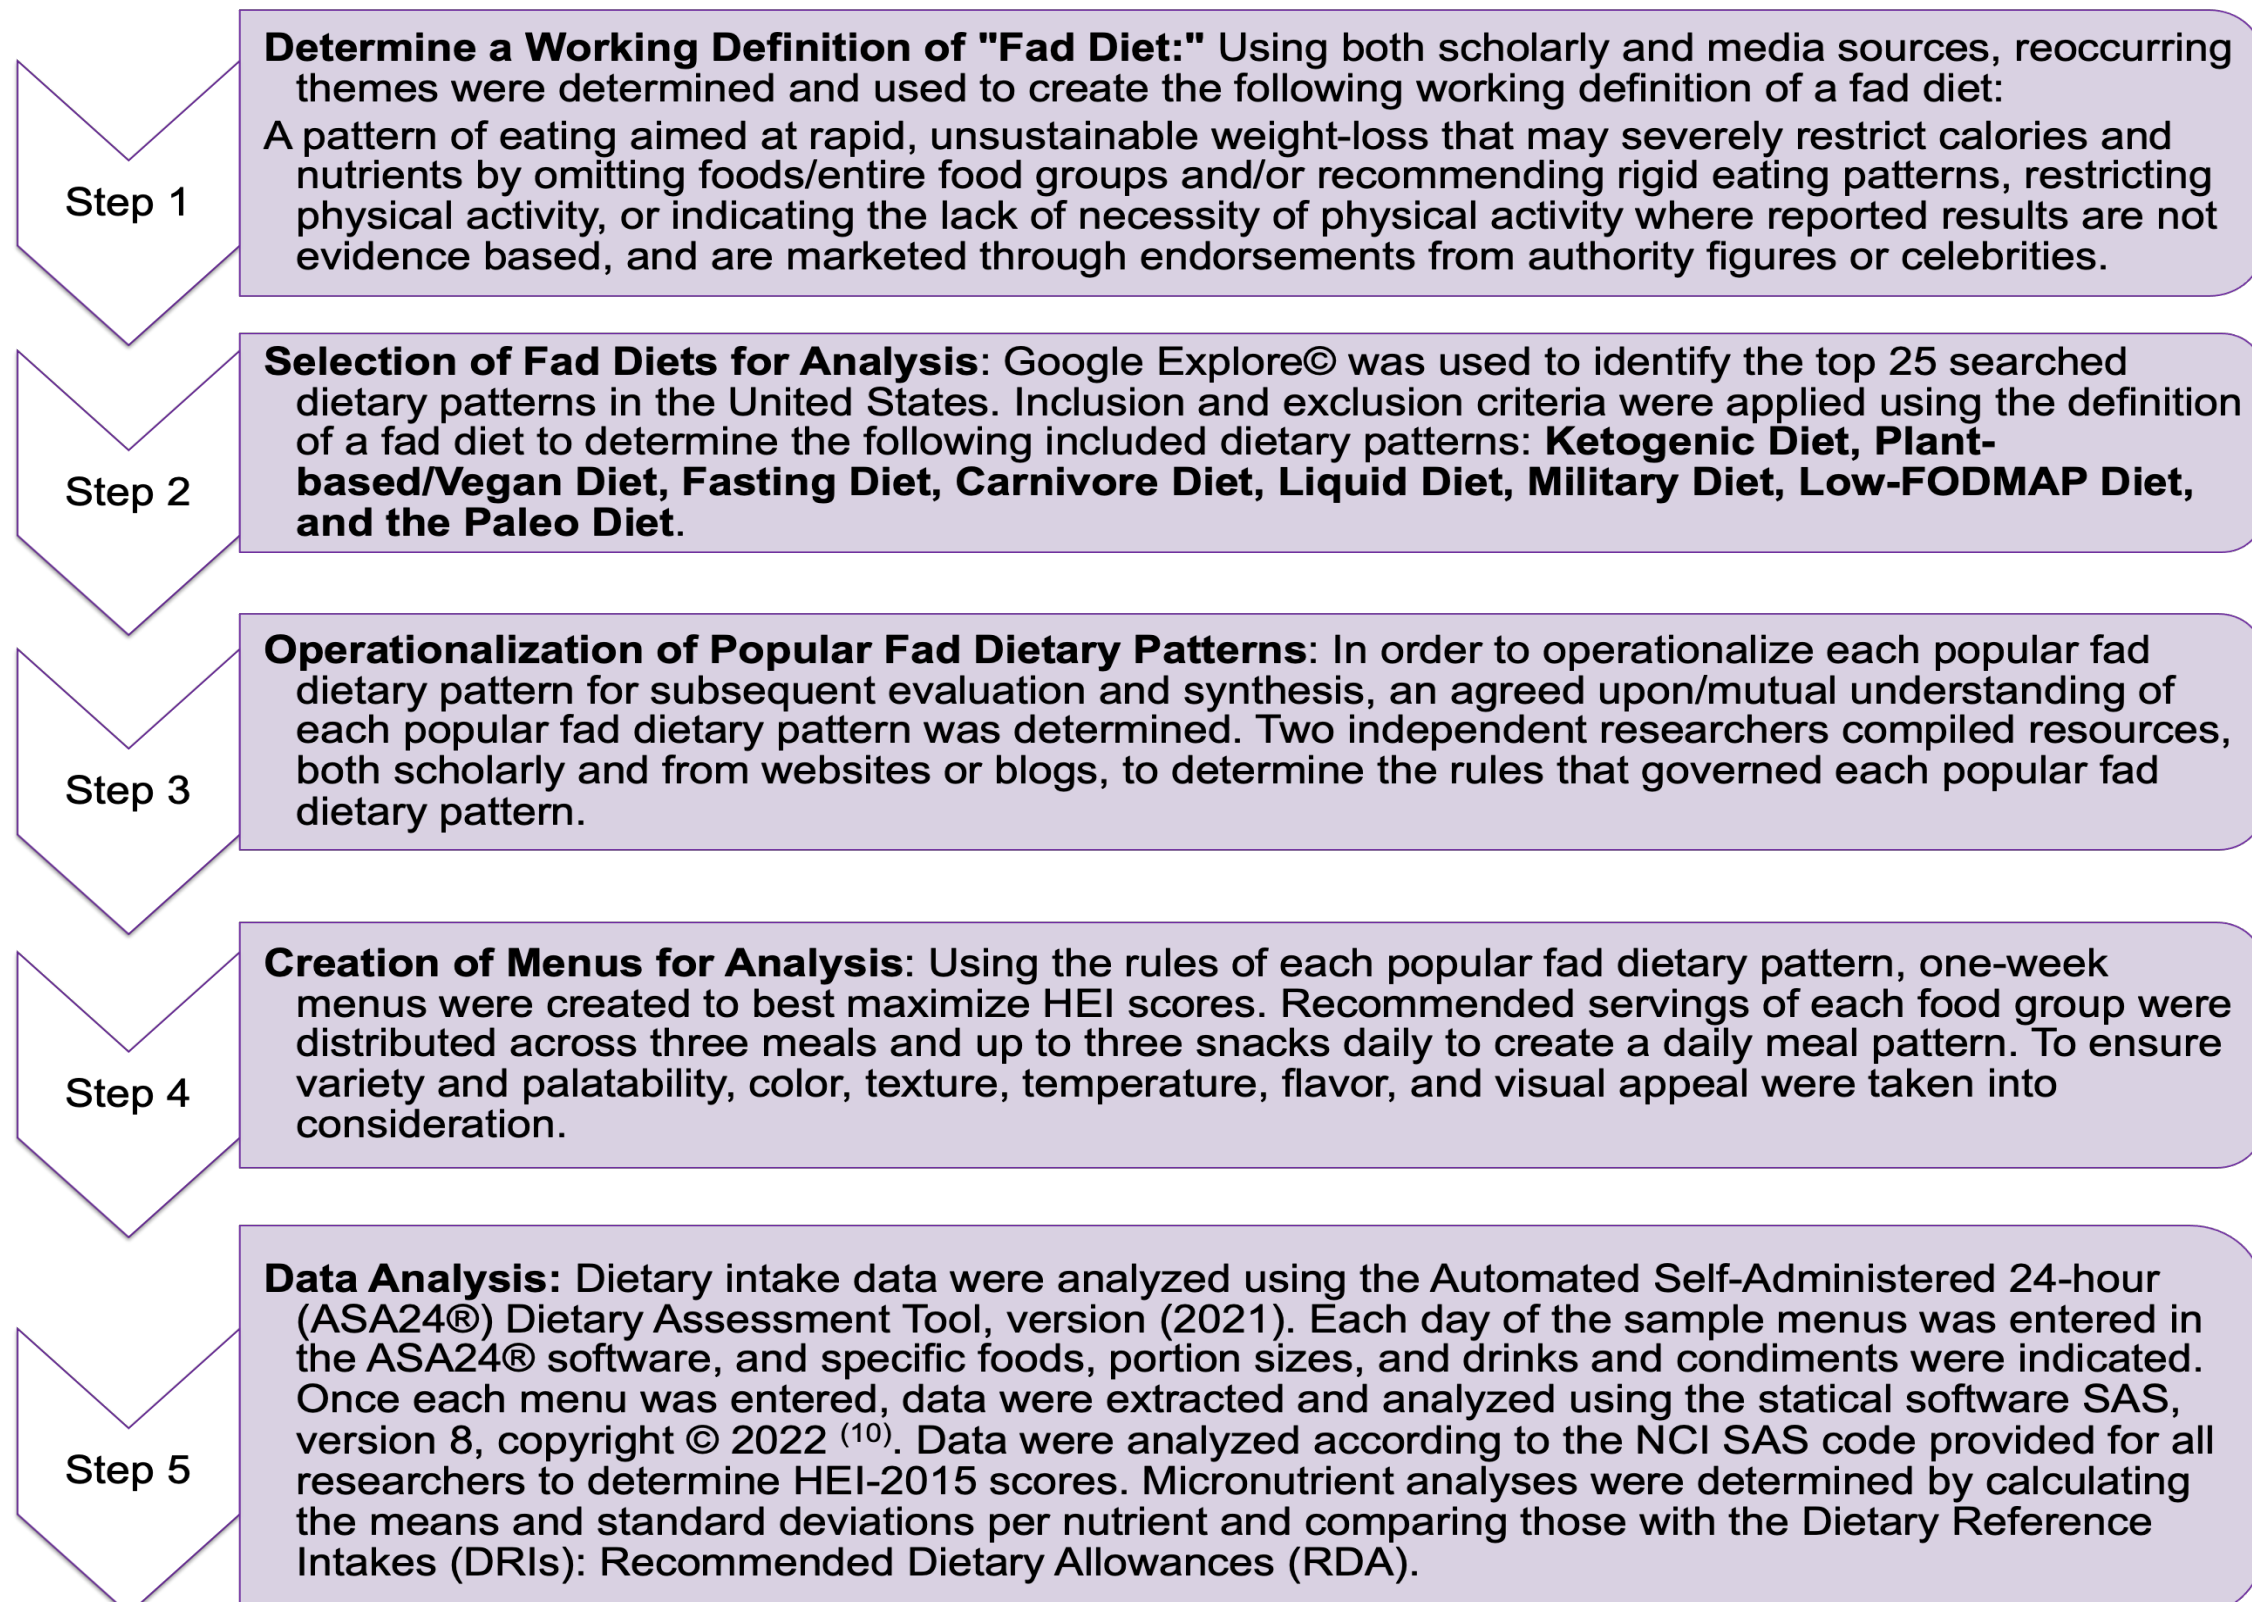 Step 1
Determine a Working Definition of "Fad Diet:" Using both scholarly and media sources, reoccurring
themes were determined and used to create the following working definition of a fad diet:
A pattern of eating aimed at rapid, unsustainable weight-loss that may severely restrict calories and
nutrients by omitting foods/entire food groups and/or recommending rigid eating patterns, restricting
physical activity, or indicating the lack of necessity of physical activity where reported results are not
evidence based, and are marketed through endorsements from authority figures or celebrities.
Step 2
Selection of Fad Diets for Analysis: Google Explore© was used to identify the top 25 searched
dietary patterns in the United States. Inclusion and exclusion criteria were applied using the definition
of a fad diet to determine the following included dietary patterns: Ketogenic Diet, Plant-
based/Vegan Diet, Fasting Diet, Carnivore Diet, Liquid Diet, Military Diet, Low-FODMAP Diet,
and the Paleo Diet.
Step 3
Operationalization of Popular Fad Dietary Patterns: In order to operationalize each popular fad
dietary pattern for subsequent evaluation and synthesis, an agreed upon/mutual understanding of
each popular fad dietary pattern was determined. Two independent researchers compiled resources,
both scholarly and from websites or blogs, to determine the rules that governed each popular fad
dietary pattern.
Step 4
Creation of Menus for Analysis: Using the rules of each popular fad dietary pattern, one-week
menus were created to best maximize HEI scores. Recommended servings of each food group were
distributed across three meals and up to three snacks daily to create a daily meal pattern. To ensure
variety and palatability, color, texture, temperature, flavor, and visual appeal were taken into
consideration.
Step 5
Data Analysis: Dietary intake data were analyzed using the Automated Self-Administered 24-hour
(ASA24®) Dietary Assessment Tool, version (2021). Each day of the sample menus was entered in
the ASA24® software, and specific foods, portion sizes, and drinks and condiments were indicated.
Once each menu was entered, data were extracted and analyzed using the statical software SAS,
version 8, copyright © 2022 (10). Data were analyzed according to the NCI SAS code provided for all
researchers to determine HEI-2015 scores. Micronutrient analyses were determined by calculating
the means and standard deviations per nutrient and comparing those with the Dietary Reference
Intakes (DRIs): Recommended Dietary Allowances (RDA).